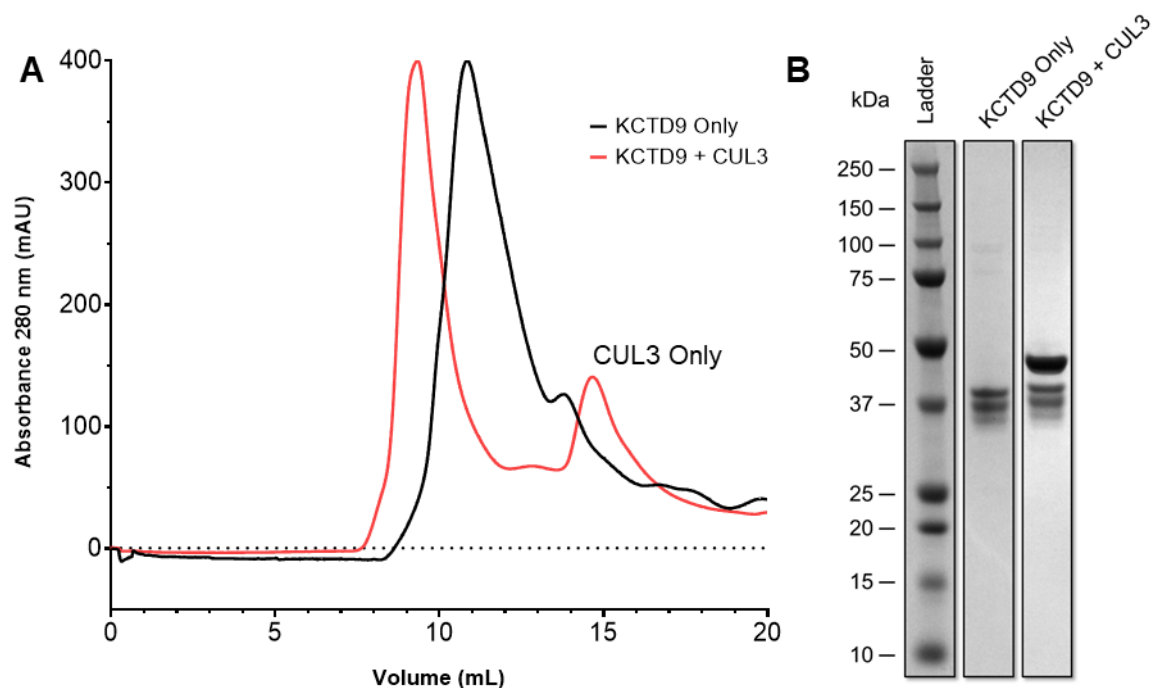 A
Absorbance 280 nm (mAU)
400
300
200
100
0
0
5
10
15
20
Volume (mL)
KCTD9 Only
KCTD9 + CUL3
CUL3 Only
B
kDa
Ladder
KCTD9 Only
KCTD9 + CUL3
250
150
100
75
50
37
25
20
15
10